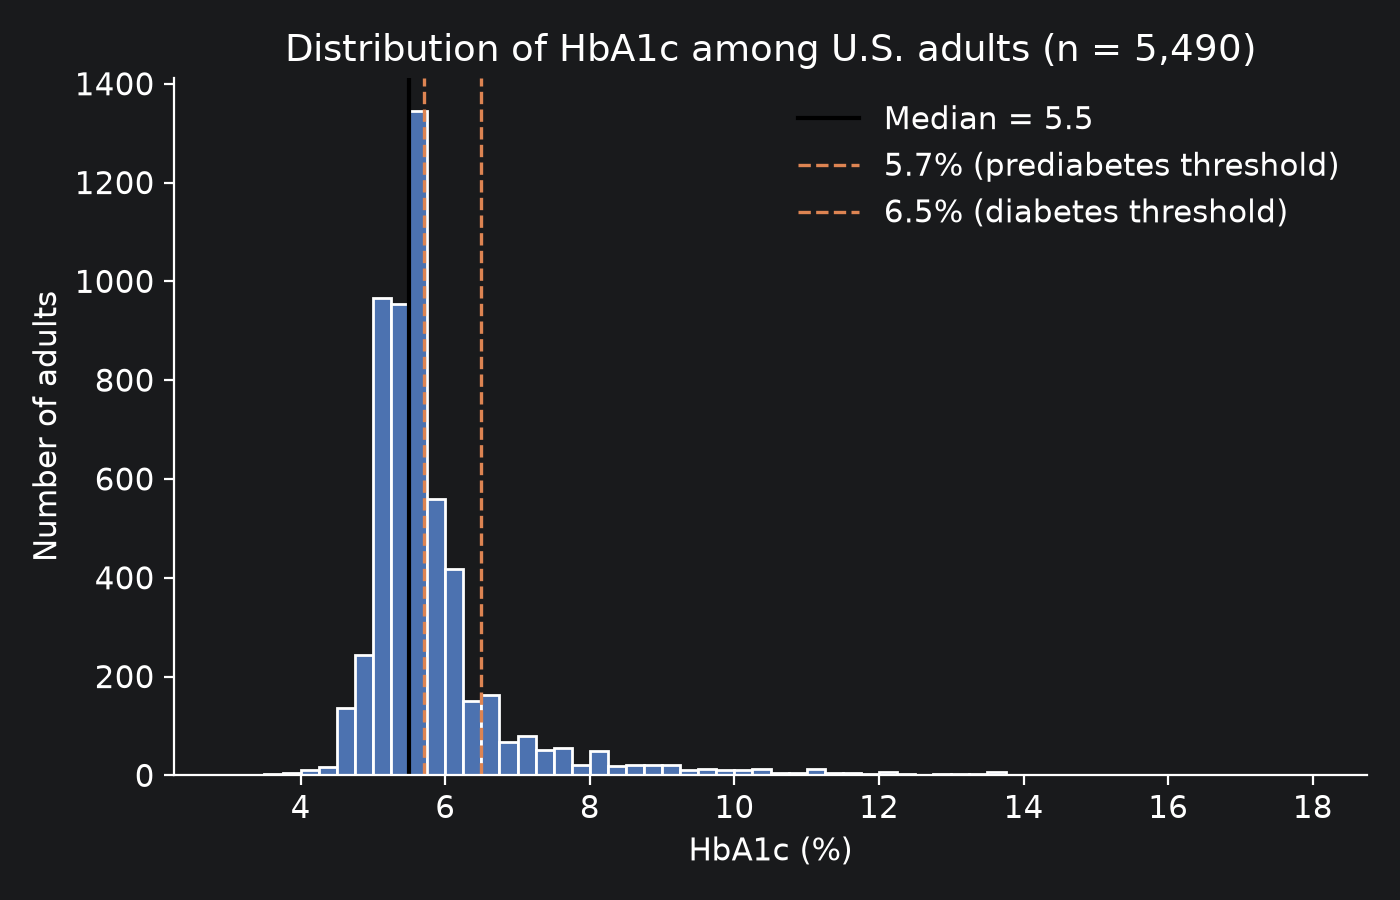 Distribution of HbA1c among U.S. adults (n = 5,490)
1400
1200
1000
800
600
400
200
0
Number of adults
Median = 5.5
5.7% (prediabetes threshold)
6.5% (diabetes threshold)
4 6 8 10 12 14 16 18
HbA1c (%)